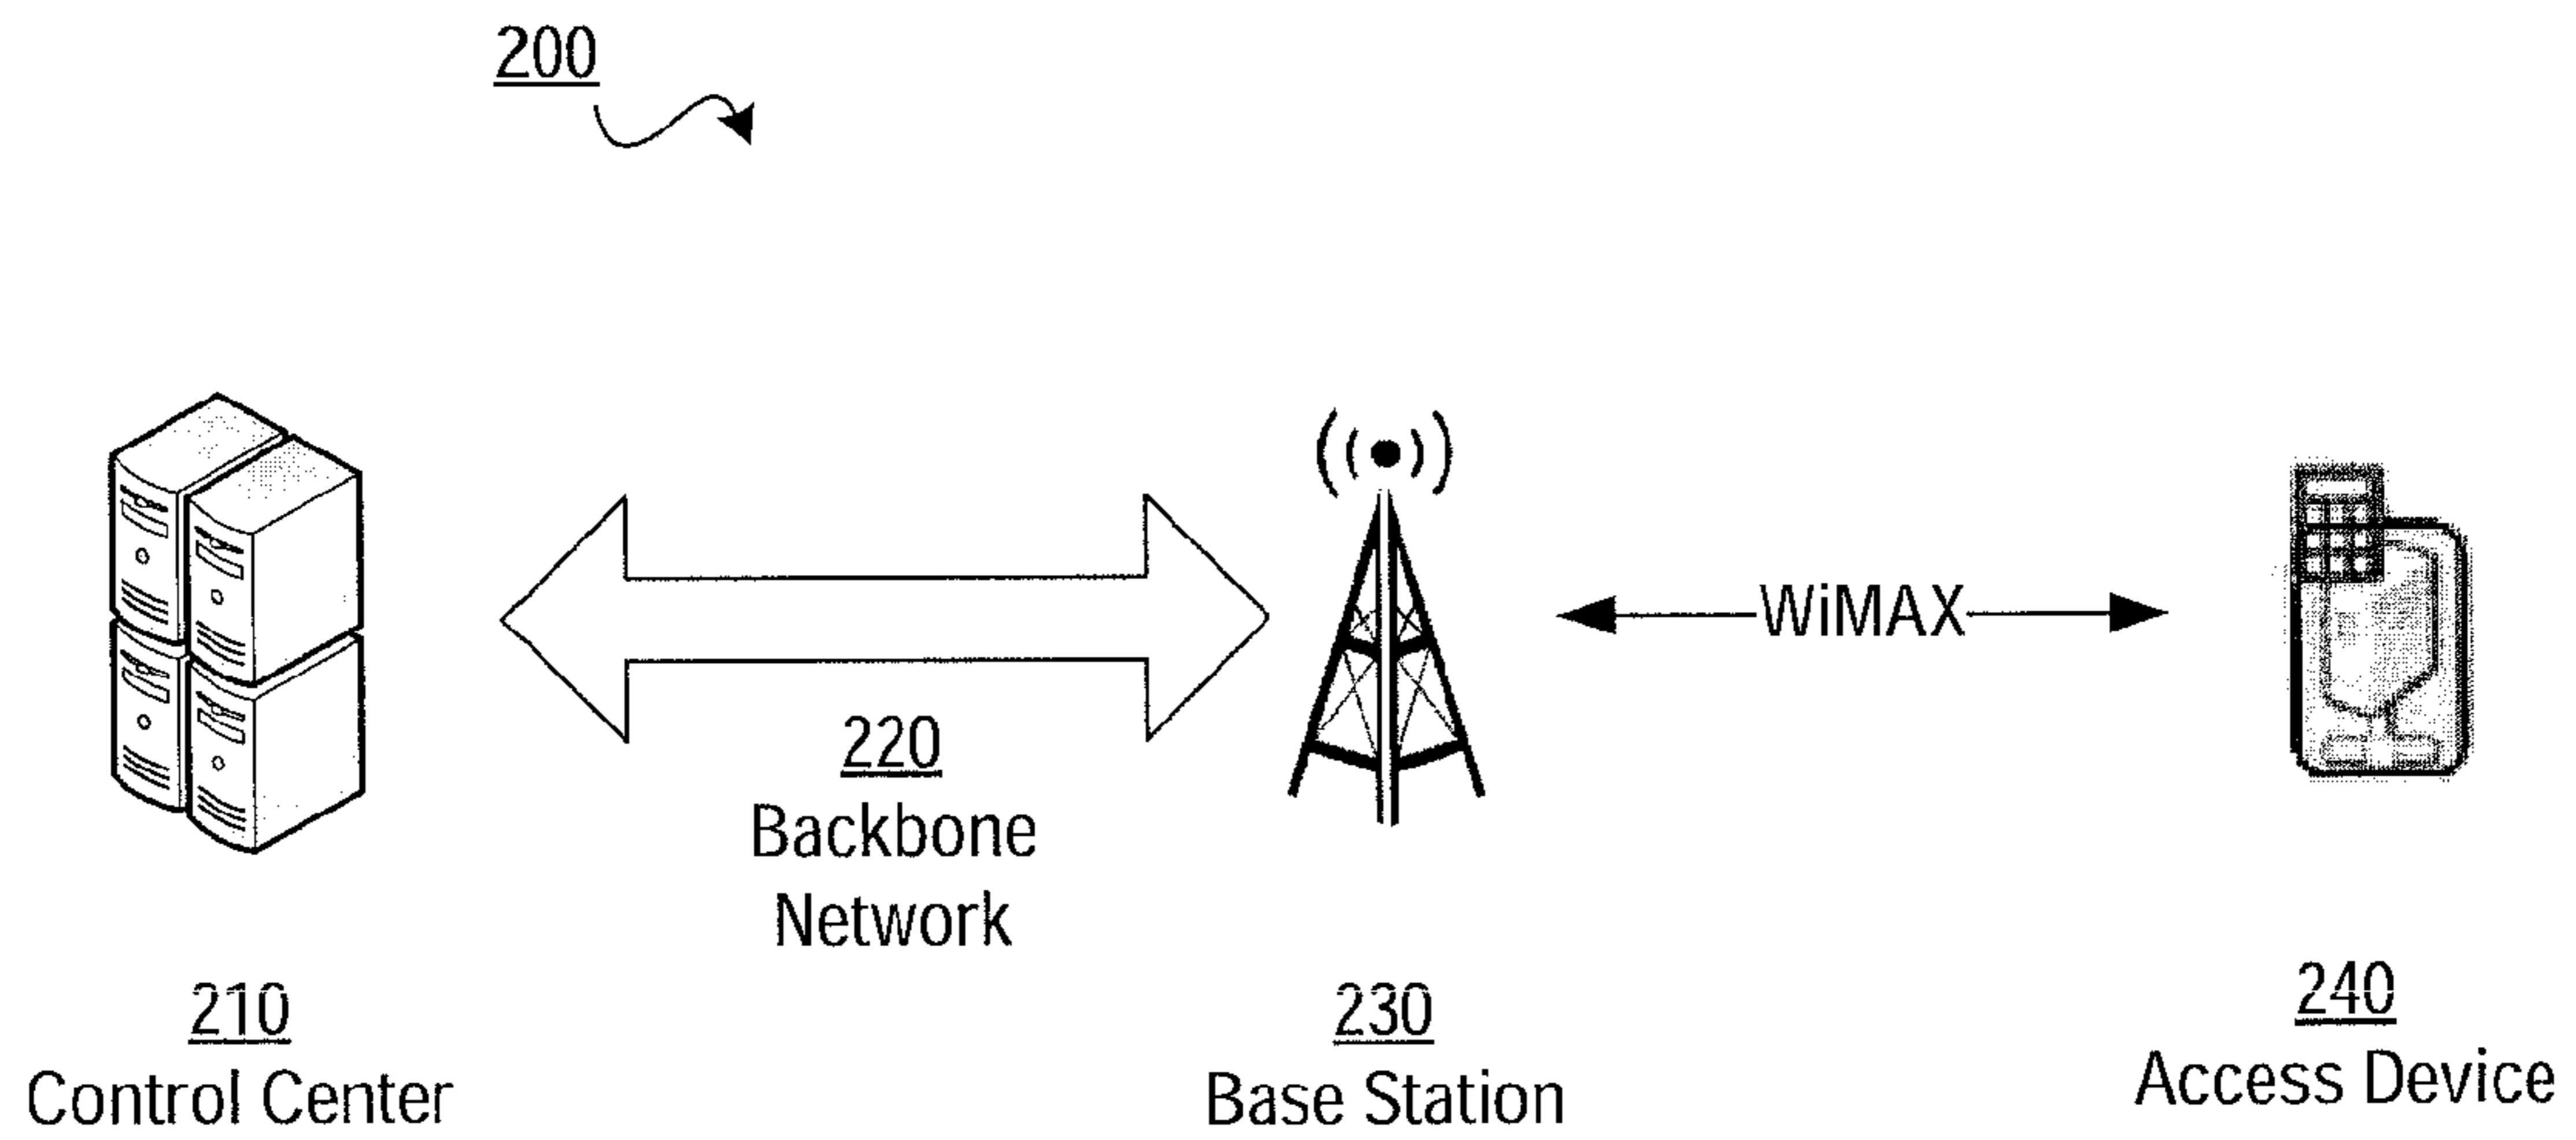 200
WiMAX
220
Backbone
Network
210
Control Center
230
Base Station
240
Access Device